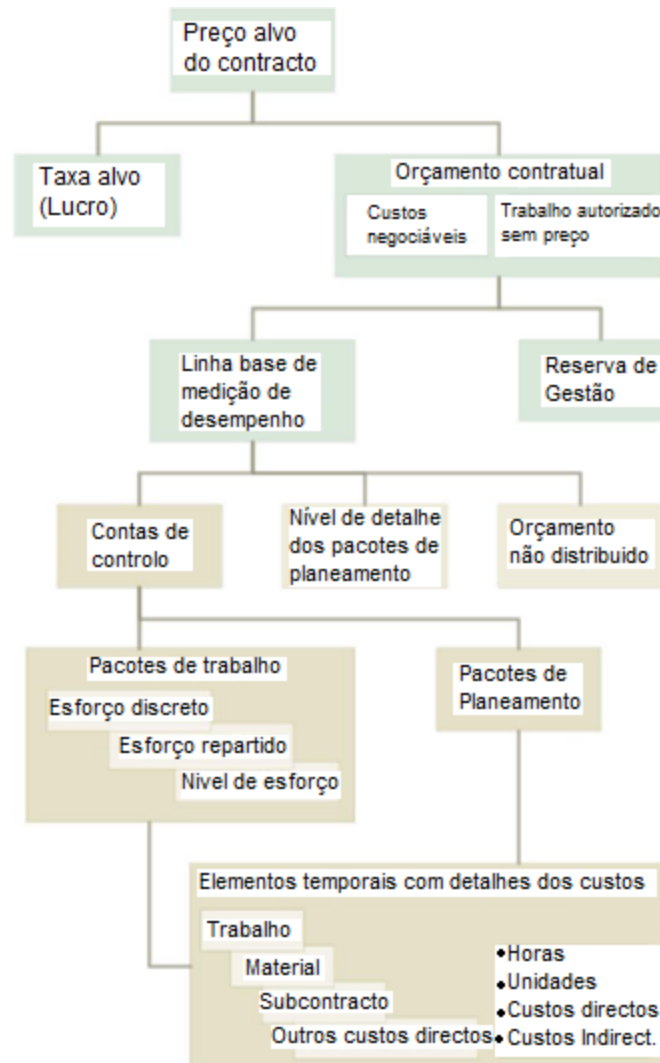 Preço alvo
do contracto
Taxa alvo
(Lucro)
Orçamento contratual
Custos
negociáveis
Trabalho autorizado
sem preço
Linha base de
medição de
desempenho
Reserva de
Gestão
Contas de
controlo
Nível de detalhe
dos pacotes de
planeamento
Orçamento
não distribuido
Pacotes de trabalho
Esforço discreto
Esforço repartido
Nivel de esforço
Pacotes de
Planeamento
Elementos temporais com detalhes dos custos
Trabalho
Material
Subcontracto
Outros custos directos
•Horas
•Unidades
•Custos directos
•Custos Indirect.